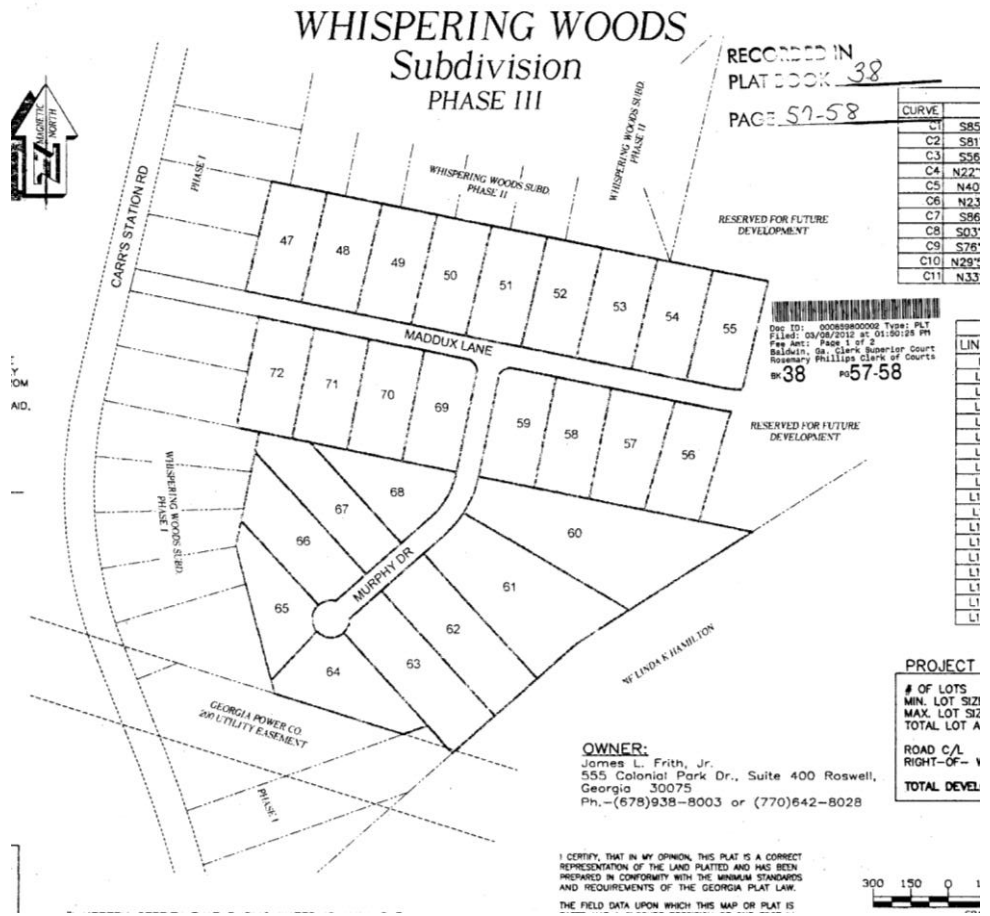 WHISPERING WOODS
Subdivision
PHASE III
RECORDED IN
PLAT BOOK 38
PAGE 57-58
MAGNETIC
NORTH
CURVE
C1 S85
C2 S81
C3 S56
C4 N22°
C5 N40
C6 N23
C7 S86
C8 S03°
C9 S76°
C10 N29°5
C11 N33
CARR'S STATION RD
PHASE I
WHISPERING WOODS SUBD.
PHASE II
WHISPERING WOODS SUBD.
PHASE II
RESERVED FOR FUTURE
DEVELOPMENT
47
48
49
50
51
52
53
54
55
MADDUX LANE
Doc ID: 000659800002 Type: PLT
Filed: 03/08/2012 at 01:50:25 PM
Fee Amt: Page 1 of 2
Baldwin, Ga. Clerk Superior Court
Rosemary Phillips Clerk of Courts
BK 38 PG 57-58
LIN
72
71
70
69
59
58
57
56
RESERVED FOR FUTURE
DEVELOPMENT
AID.
WHISPERING WOODS SUBD.
PHASE I
68
67
66
65
64
63
62
61
60
MURPHY DR
N/F LINDA K HAMILTON
GEORGIA POWER CO.
200 UTILITY EASEMENT
PHASE I
PROJECT
# OF LOTS
MIN. LOT SIZE
MAX. LOT SIZ
TOTAL LOT A
ROAD C/L
RIGHT-OF- W
TOTAL DEVEL
OWNER:
James L. Frith, Jr.
555 Colonial Park Dr., Suite 400 Roswell,
Georgia 30075
Ph.-(678)938-8003 or (770)642-8028
I CERTIFY, THAT IN MY OPINION, THIS PLAT IS A CORRECT
REPRESENTATION OF THE LAND PLATTED AND HAS BEEN
PREPARED IN CONFORMITY WITH THE MINIMUM STANDARDS
AND REQUIREMENTS OF THE GEORGIA PLAT LAW.
THE FIELD DATA UPON WHICH THIS MAP OR PLAT IS
300 150 0